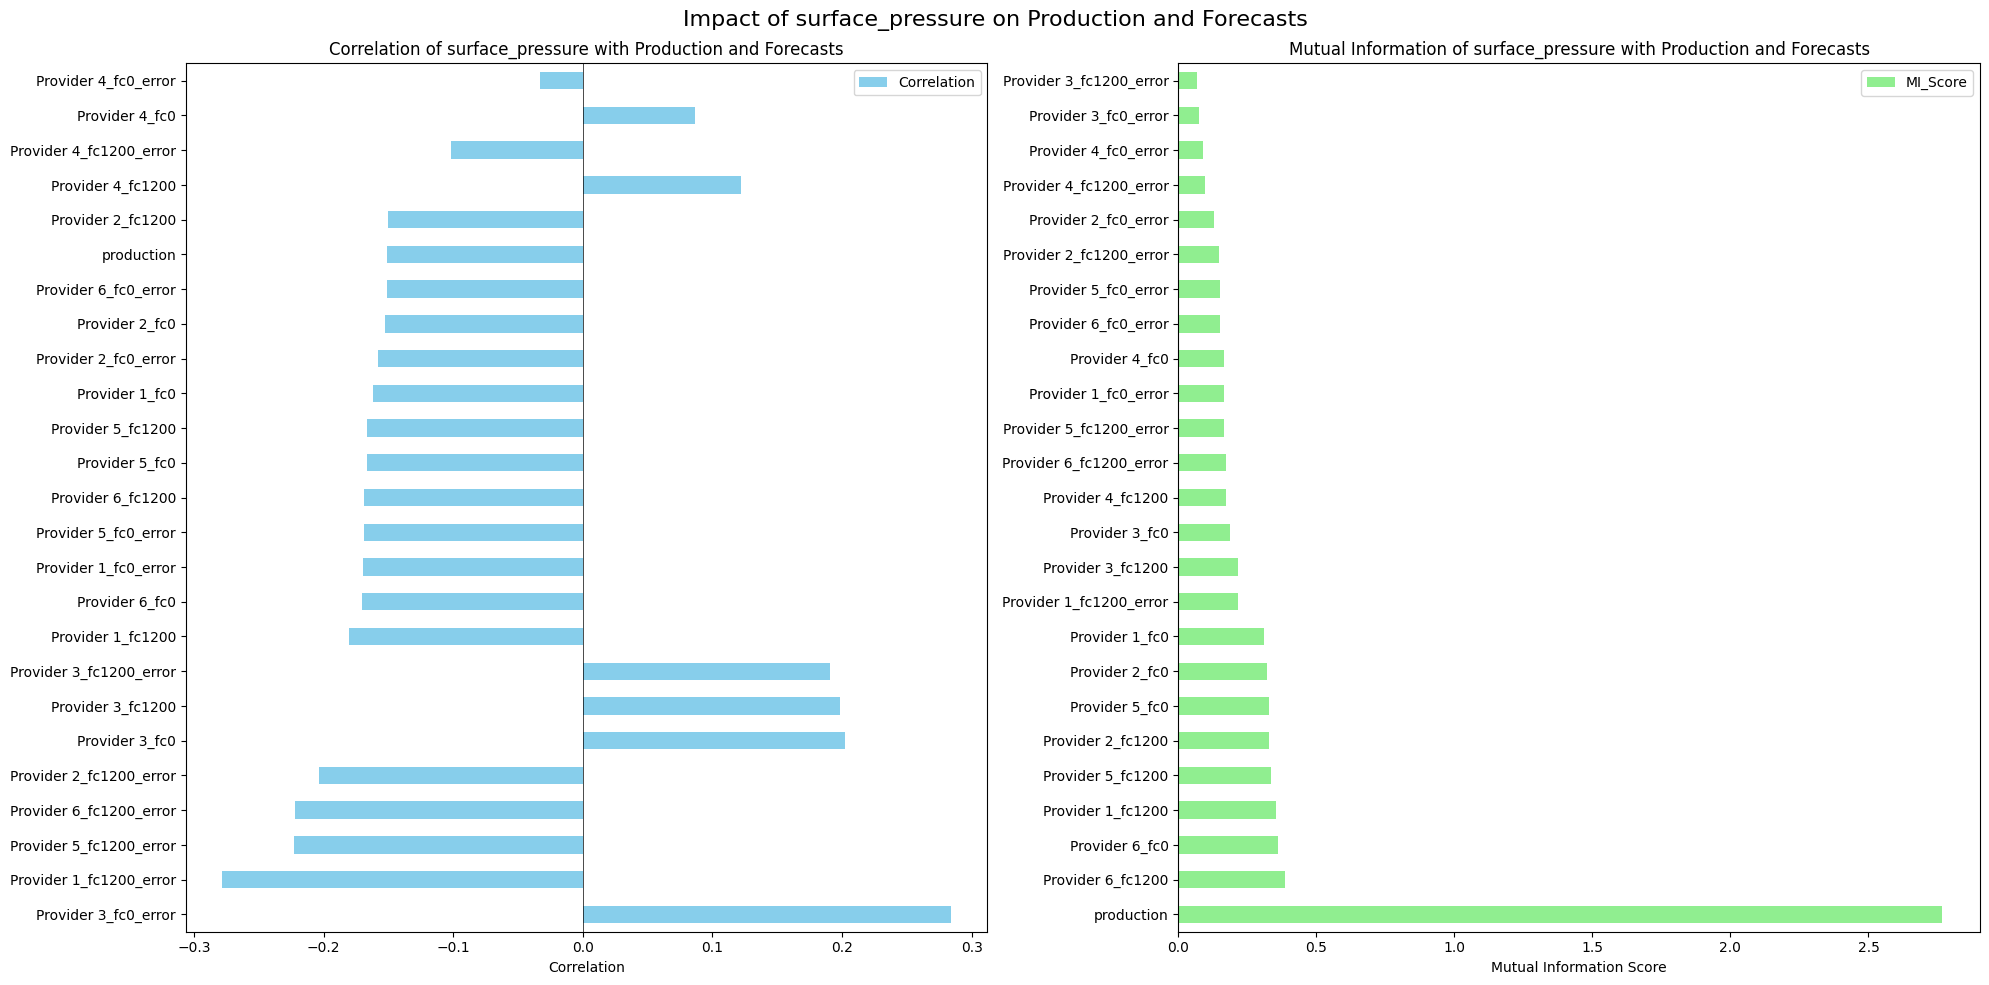 Impact of surface_pressure on Production and Forecasts
Correlation of surface_pressure with Production and Forecasts
Correlation
Provider 4_fc0_error
Provider 4_fc0
Provider 4_fc1200_error
Provider 4_fc1200
Provider 2_fc1200
production
Provider 6_fc0_error
Provider 2_fc0
Provider 2_fc0_error
Provider 1_fc0
Provider 5_fc1200
Provider 5_fc0
Provider 6_fc1200
Provider 5_fc0_error
Provider 1_fc0_error
Provider 6_fc0
Provider 1_fc1200
Provider 3_fc1200_error
Provider 3_fc1200
Provider 3_fc0
Provider 2_fc1200_error
Provider 6_fc1200_error
Provider 5_fc1200_error
Provider 1_fc1200_error
Provider 3_fc0_error
−0.3 −0.2 −0.1 0.0 0.1 0.2 0.3
Correlation
Mutual Information of surface_pressure with Production and Forecasts
MI_Score
Provider 3_fc1200_error
Provider 3_fc0_error
Provider 4_fc0_error
Provider 4_fc1200_error
Provider 2_fc0_error
Provider 2_fc1200_error
Provider 5_fc0_error
Provider 6_fc0_error
Provider 4_fc0
Provider 1_fc0_error
Provider 5_fc1200_error
Provider 6_fc1200_error
Provider 4_fc1200
Provider 3_fc0
Provider 3_fc1200
Provider 1_fc1200_error
Provider 1_fc0
Provider 2_fc0
Provider 5_fc0
Provider 2_fc1200
Provider 5_fc1200
Provider 1_fc1200
Provider 6_fc0
Provider 6_fc1200
production
0.0 0.5 1.0 1.5 2.0 2.5
Mutual Information Score